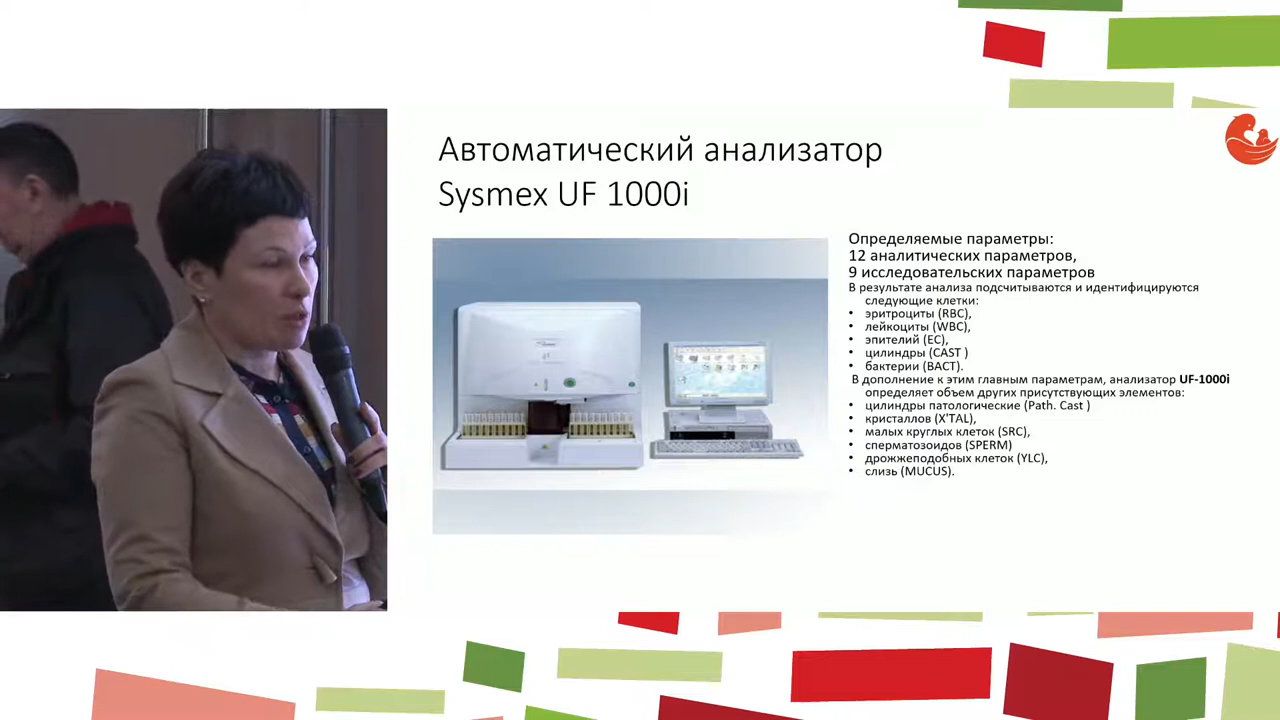 Автоматический анализатор
Sysmex UF 1000i
Определяемые параметры:
12 аналитических параметров,
9 исследовательских параметров
В результате анализа подсчитываются и идентифицируются
следующие клетки:
• эритроциты (RBC),
• лейкоциты (WBC),
• эпителий (EC),
• цилиндры (CAST )
• бактерии (BACT).
В дополнение к этим главным параметрам, анализатор UF-1000i
определяет объем других присутствующих элементов:
• цилиндры патологические (Path. Cast )
• кристаллов (X'TAL),
• малых круглых клеток (SRC),
• сперматозоидов (SPERM)
• дрожжеподобных клеток (YLC),
• слизь (MUCUS).